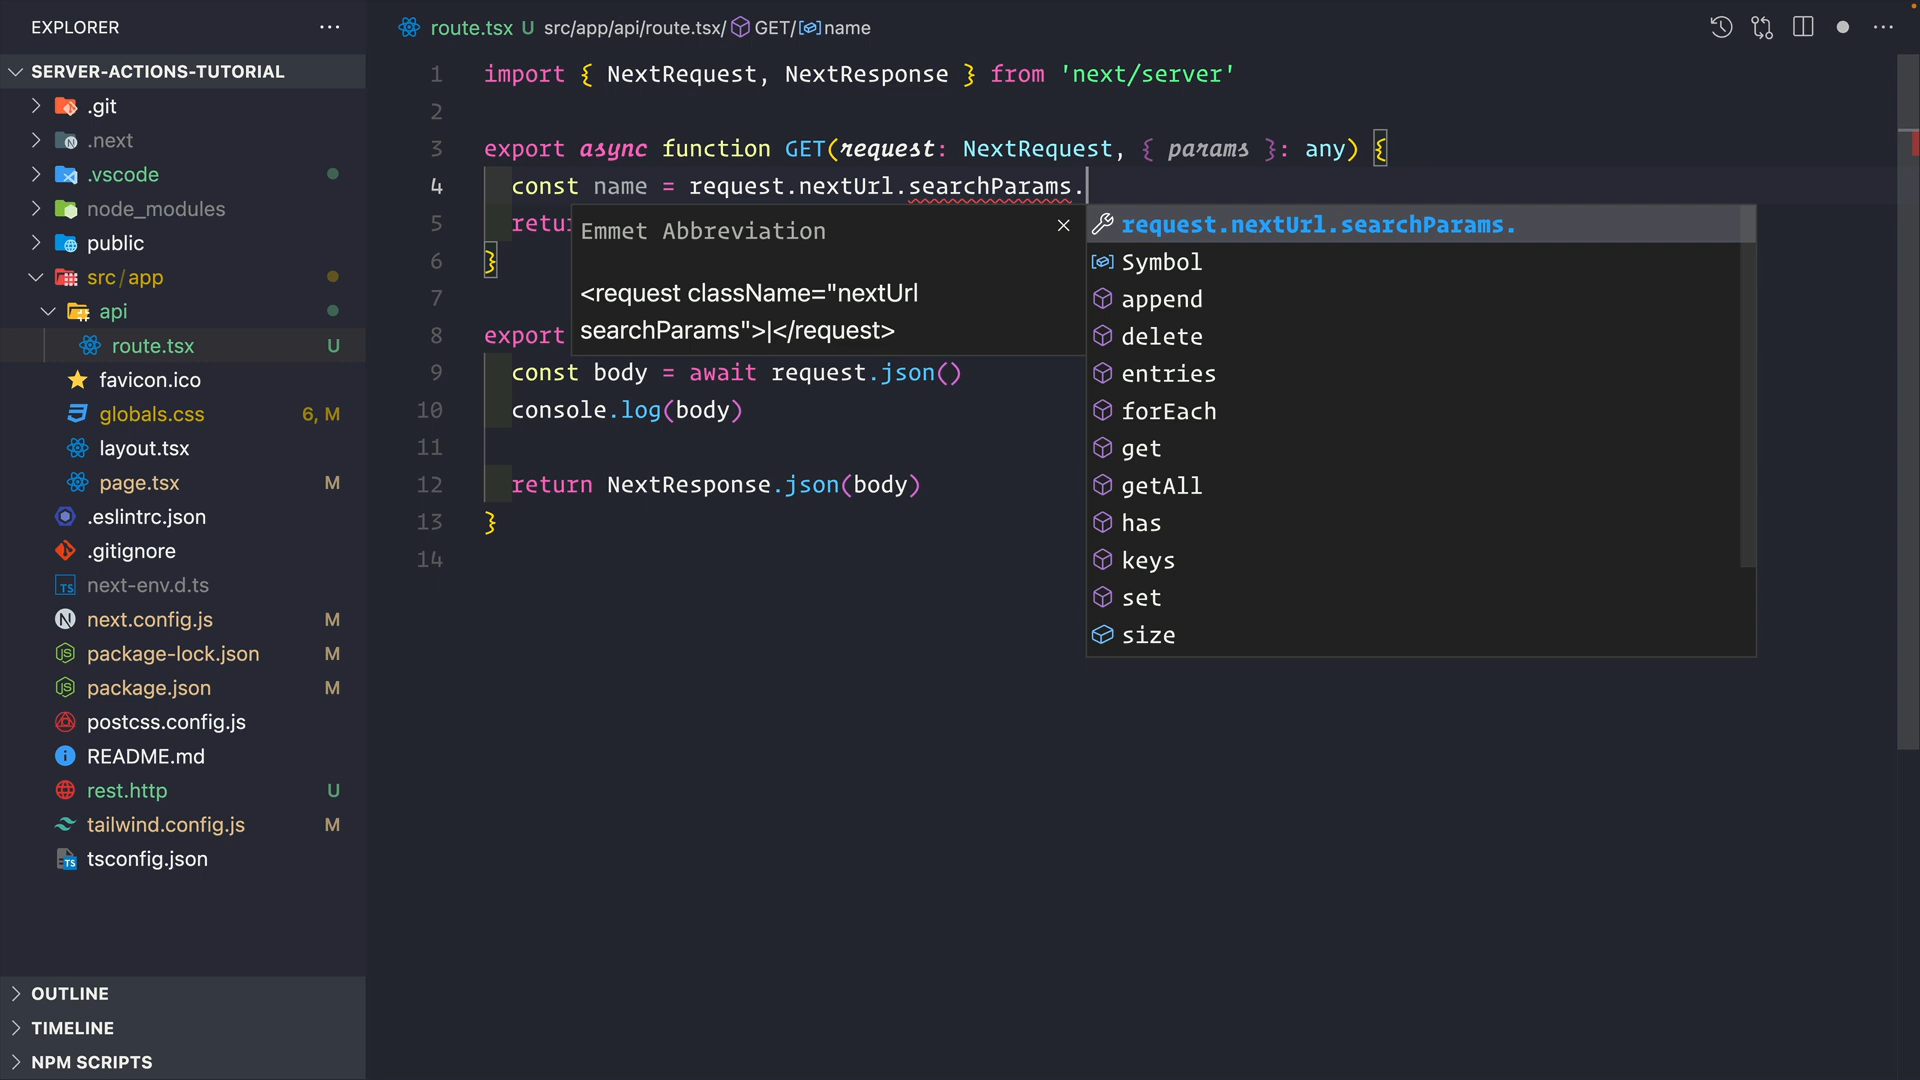 EXPLORER
SERVER-ACTIONS-TUTORIAL
.git
.next
.vscode
node_modules
public
src/app
api
route.tsx U
favicon.ico
globals.css 6, M
layout.tsx
page.tsx M
.eslintrc.json
.gitignore
next-env.d.ts
next.config.js M
package-lock.json M
package.json M
postcss.config.js
README.md
rest.http U
tailwind.config.js M
tsconfig.json
OUTLINE
TIMELINE
NPM SCRIPTS
route.tsx U src/app/api/route.tsx/ GET/ name
1 import { NextRequest, NextResponse } from 'next/server'
2
3 export async function GET(request: NextRequest, { params }: any) {
4 const name = request.nextUrl.searchParams.
5 retur
6 }
7
8 export
9 const body = await request.json()
10 console.log(body)
11
12 return NextResponse.json(body)
13 }
14
Emmet Abbreviation
<request className="nextUrl
searchParams">|</request>
request.nextUrl.searchParams.
Symbol
append
delete
entries
forEach
get
getAll
has
keys
set
size